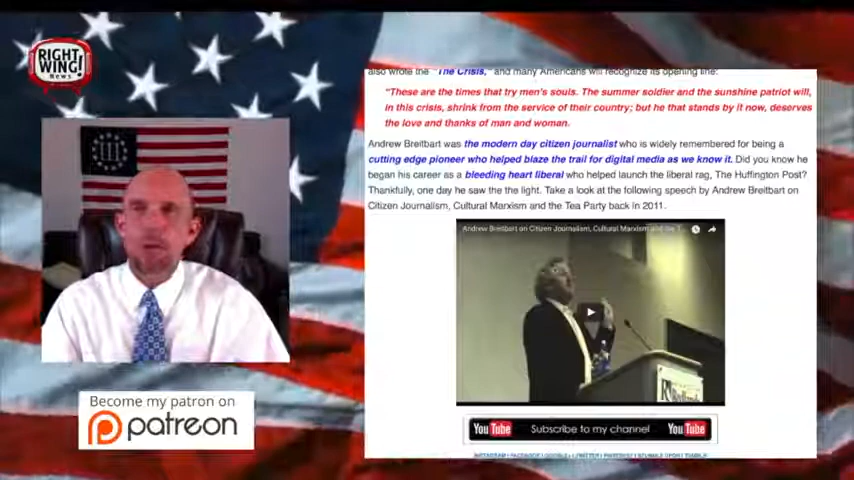 RIGHT
WING!
News
also wrote the "The Crisis," and many Americans will recognize its opening line:
"These are the times that try men's souls. The summer soldier and the sunshine patriot will,
in this crisis, shrink from the service of their country; but he that stands by it now, deserves
the love and thanks of man and woman.
Andrew Breitbart was the modern day citizen journalist who is widely remembered for being a
cutting edge pioneer who helped blaze the trail for digital media as we know it. Did you know he
began his career as a bleeding heart liberal who helped launch the liberal rag, The Huffington Post?
Thankfully, one day he saw the the light. Take a look at the following speech by Andrew Breitbart on
Citizen Journalism, Cultural Marxism and the Tea Party back in 2011.
Andrew Breitbart on Citizen Journalism, Cultural Marxism and the T...
III
Become my patron on
patreon
YouTube Subscribe to my channel YouTube